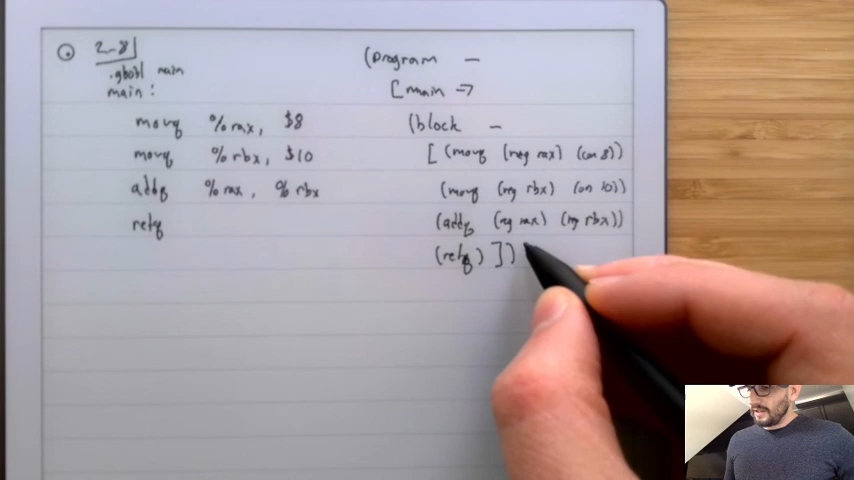 2-8
.globl main
main:
movq %rax, $8
movq %rbx, $10
addq %rax, %rbx
retq
(program —
[main →
(block —
[ (movq (reg rax) (con 8))
(movq (reg rbx) (con 10))
(addq (reg rax) (reg rbx))
(retq) ])